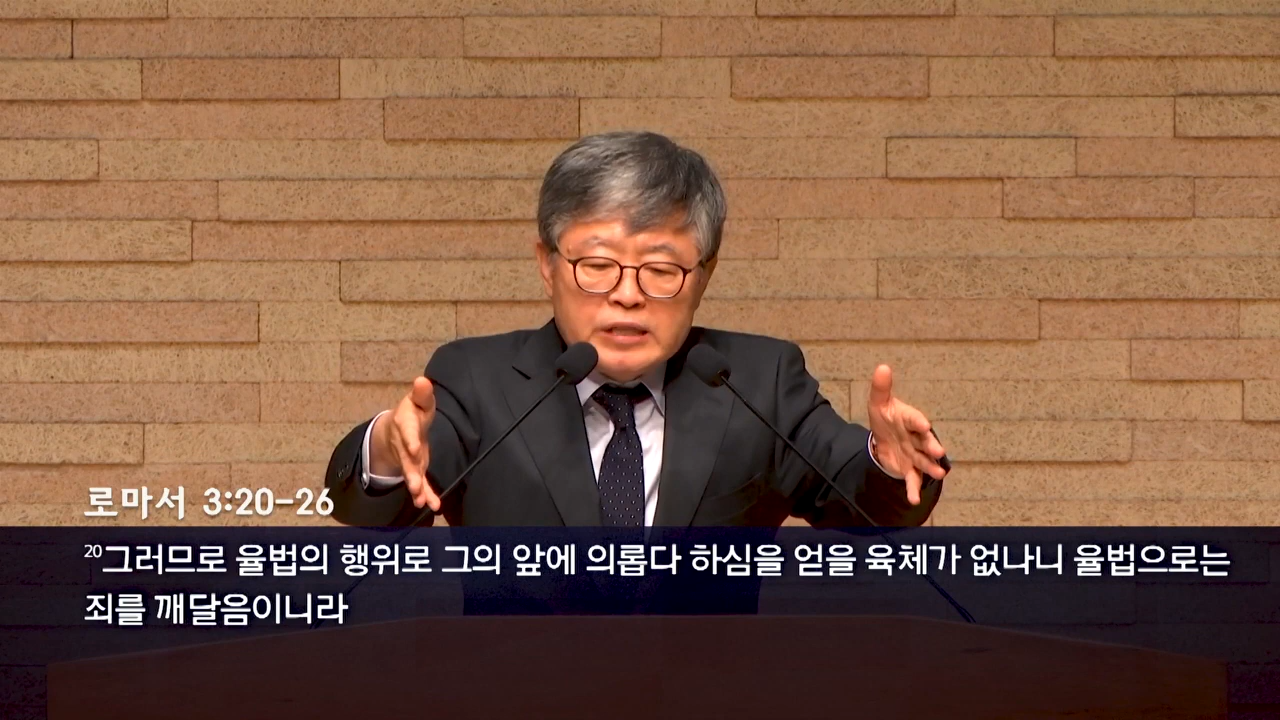 로마서 3:20-26
20그러므로 율법의 행위로 그의 앞에 의롭다 하심을 얻을 육체가 없나니 율법으로는
죄를 깨달음이니라